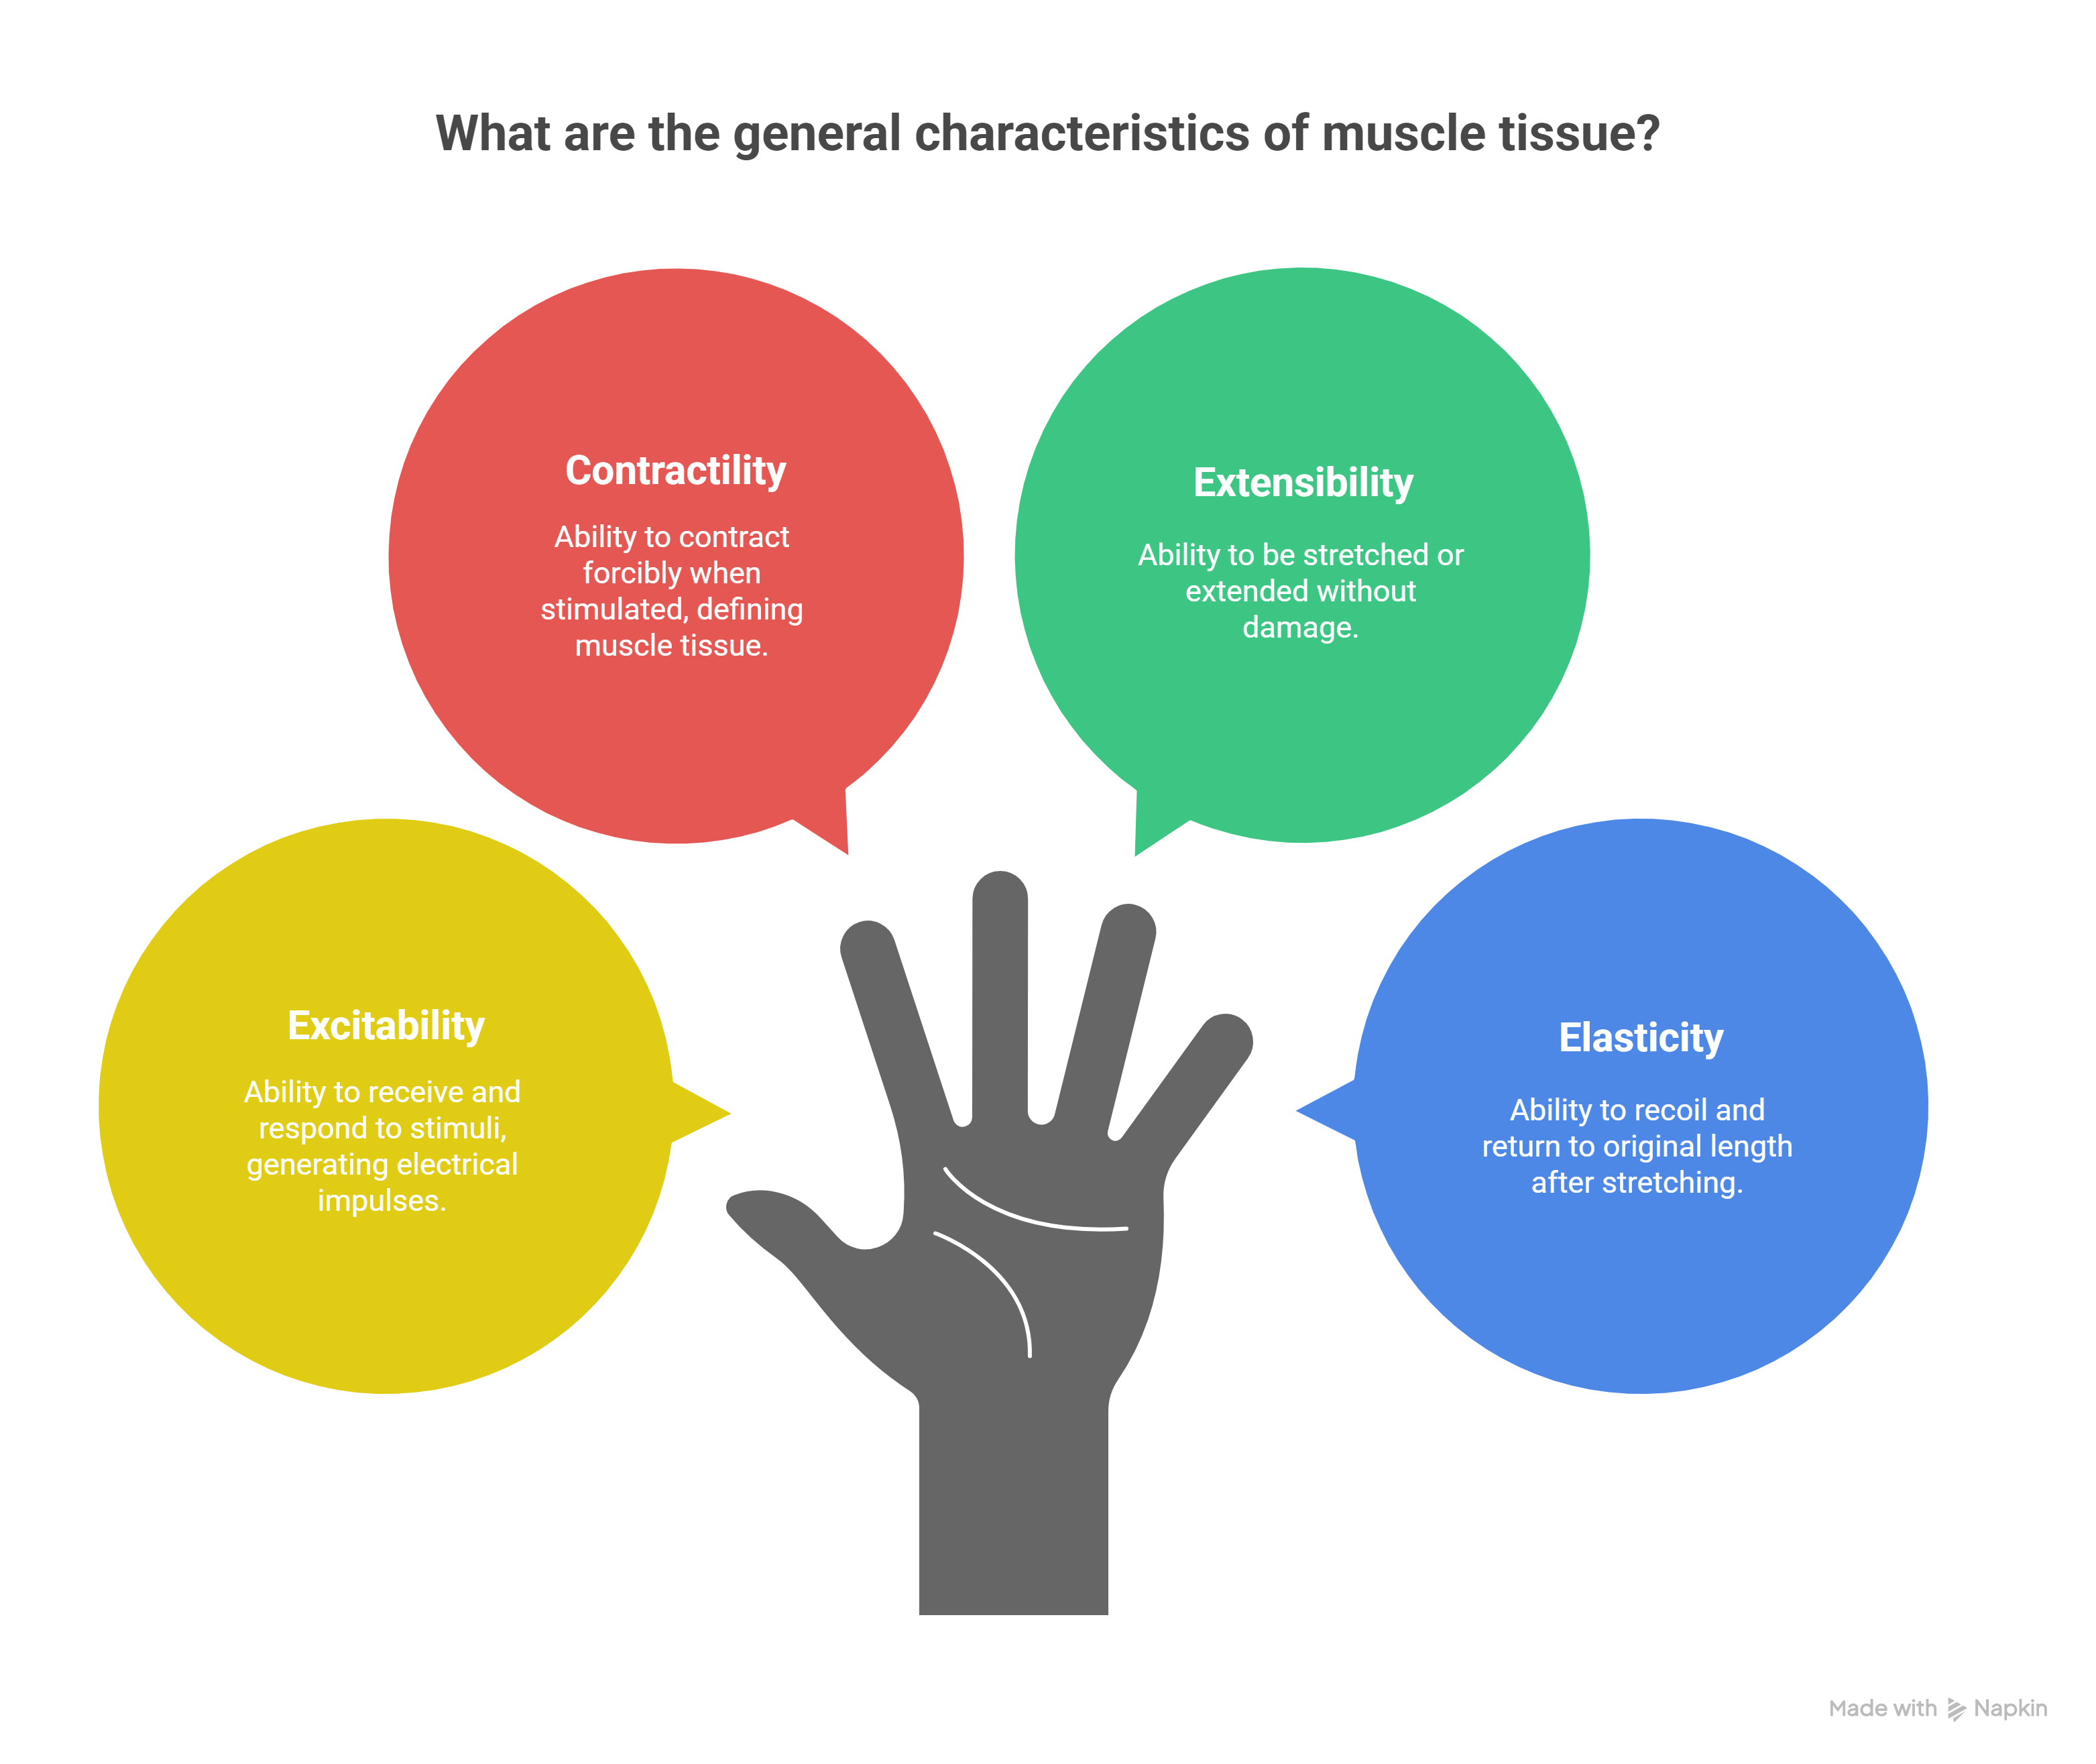 What are the general characteristics of muscle tissue?
Contractility
Ability to contract
forcibly when
stimulated, defining
muscle tissue.
Extensibility
Ability to be stretched or
extended without
damage.
Excitability
Ability to receive and
respond to stimuli,
generating electrical
impulses.
Elasticity
Ability to recoil and
return to original length
after stretching.
Made with Napkin